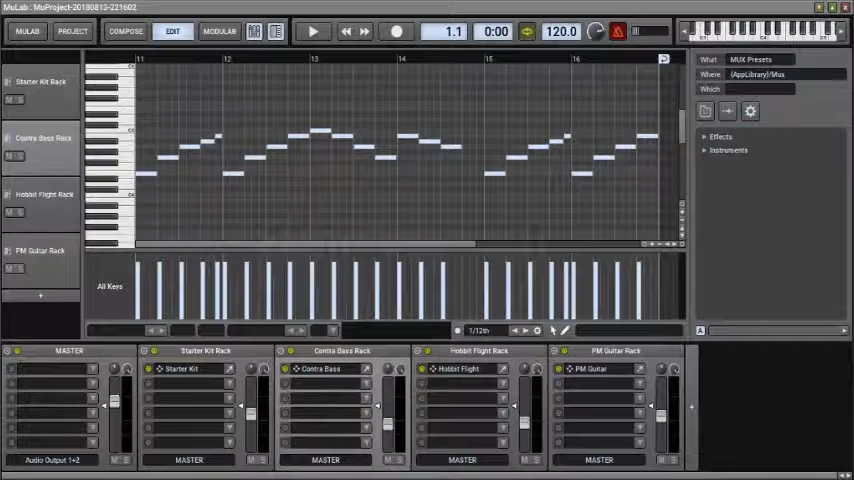 MuLab: MuProject-20180813-221602
MULAB PROJECT COMPOSE EDIT MODULAR 1.1 0:00 120.0
11 12 13 14 15 16
Starter Kit Rack
M S
Contra Bass Rack
M S
Hobbit Flight Rack
M S
PM Guitar Rack
M S
+
What MUX Presets
Where (AppLibrary)/Mux
Which
Effects
Instruments
All Keys
1/12th
A
MASTER Starter Kit Rack Contra Bass Rack Hobbit Flight Rack PM Guitar Rack
Starter Kit Contra Bass Hobbit Flight PM Guitar
Audio Output 1+2 M S MASTER M S MASTER M S MASTER M S MASTER M S